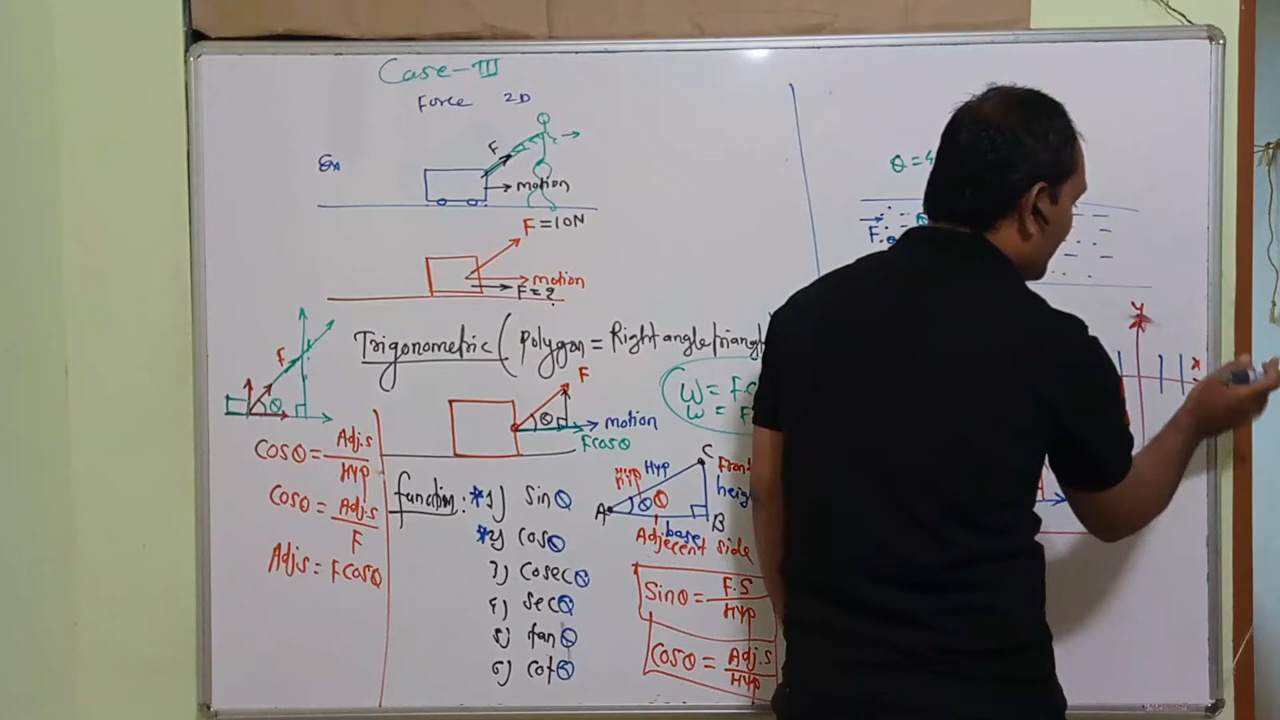 Case-III
Force 2D
Ex
F
motion
F=10N
motion
F=?
Trigonometric ( Polygon = Right angle triangl
F
θ
F
θ
motion
Fcosθ
Cosθ = Adj.s
HYP
Cosθ = Adj.s
F
Adj.s = Fcosθ
function:
*1) sinθ
*2) cosθ
3) cosecθ
4) secθ
5) tanθ
6) cotθ
W = F.
W = F
C
HYP
HYP
A
θ
θ
B
base
Adjecent side
Sinθ = F.S
HYP
Cosθ = Adj.S
HYP
θ =
F
y
x